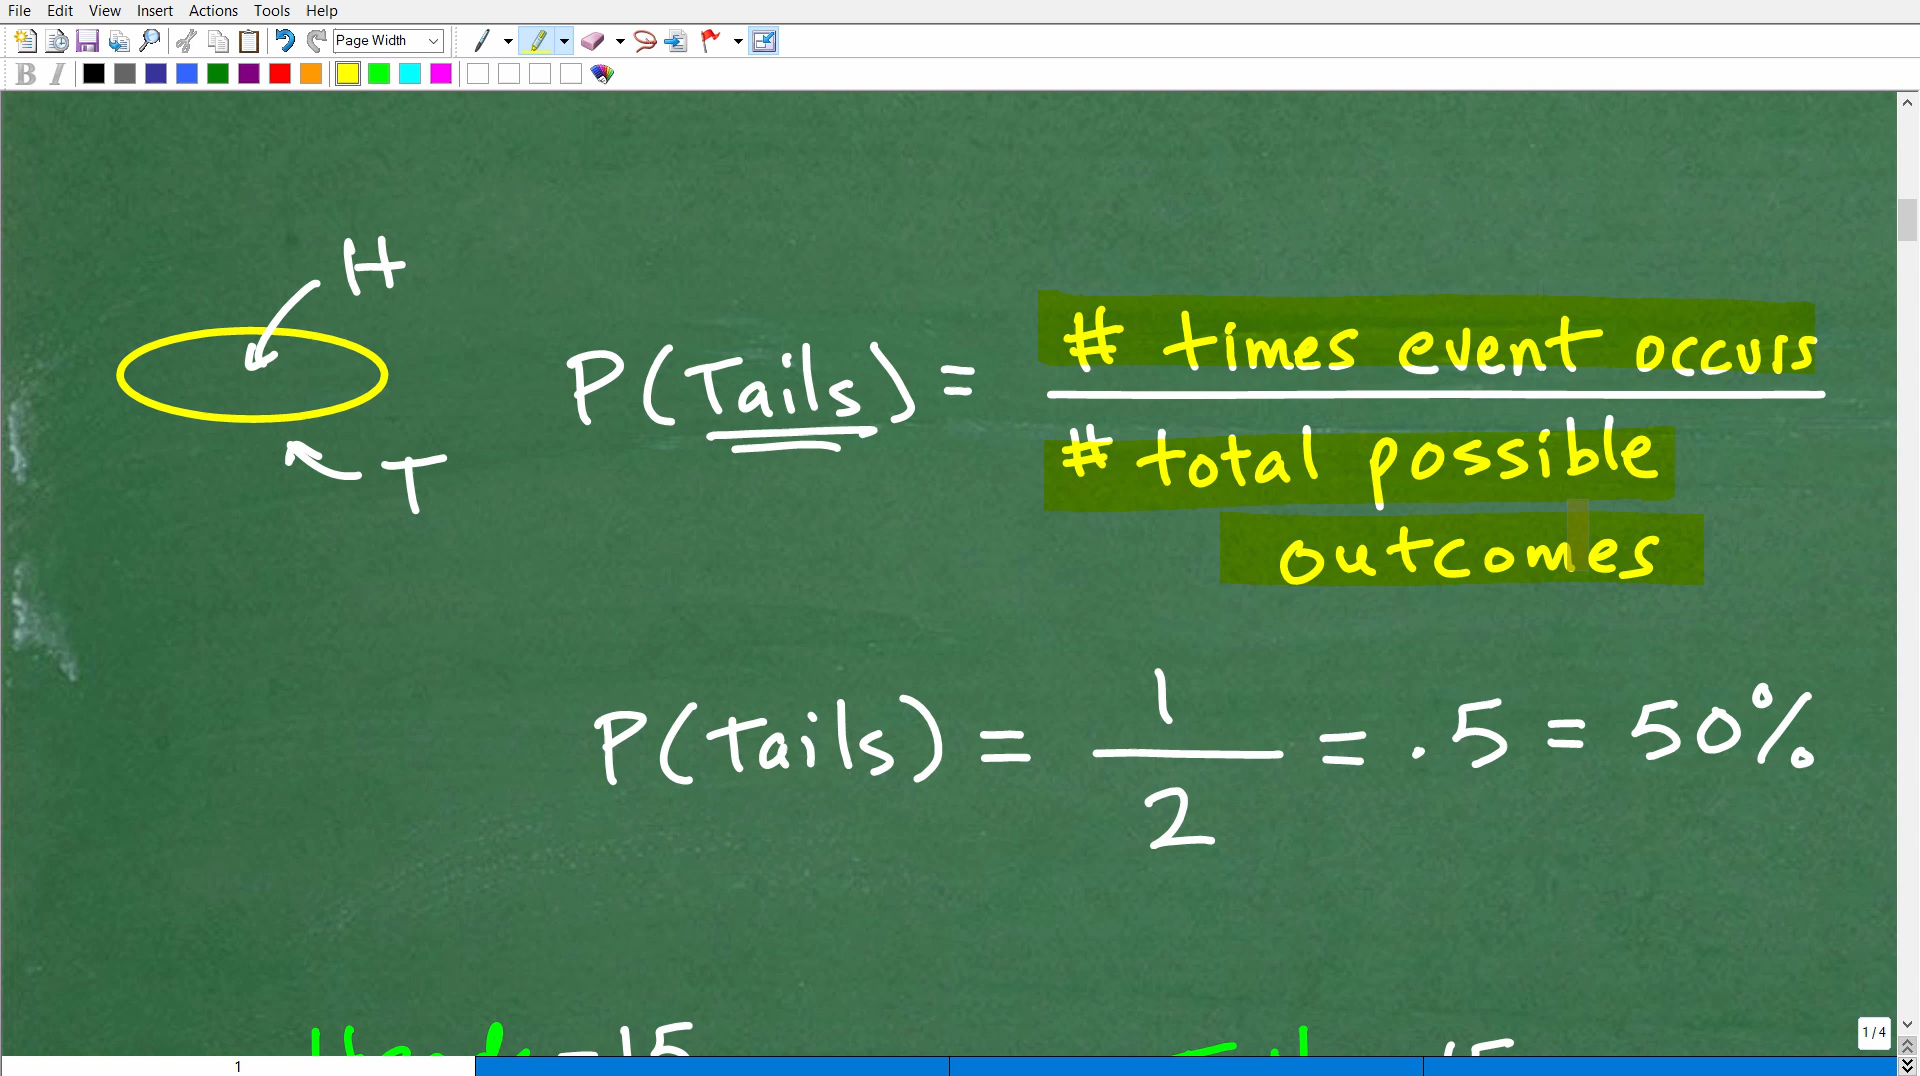 File Edit View Insert Actions Tools Help
Page Width
B I
H
T
P(Tails) = # times event occurs
# total possible
outcomes
P(Tails) = 1/2 = .5 = 50%
1 / 4
1